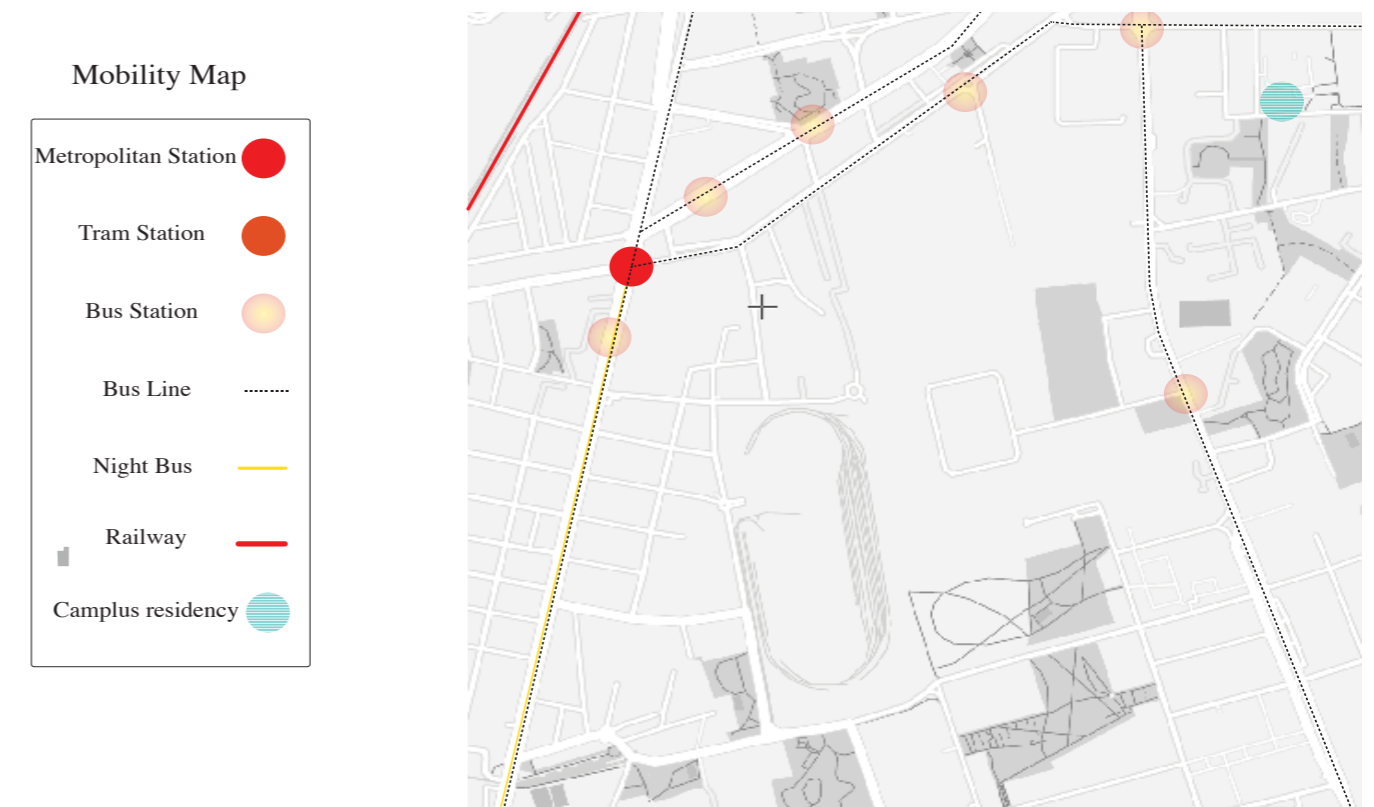 Mobility Map
Metropolitan Station
Tram Station
Bus Station
Bus Line
Night Bus
Railway
Camplus residency